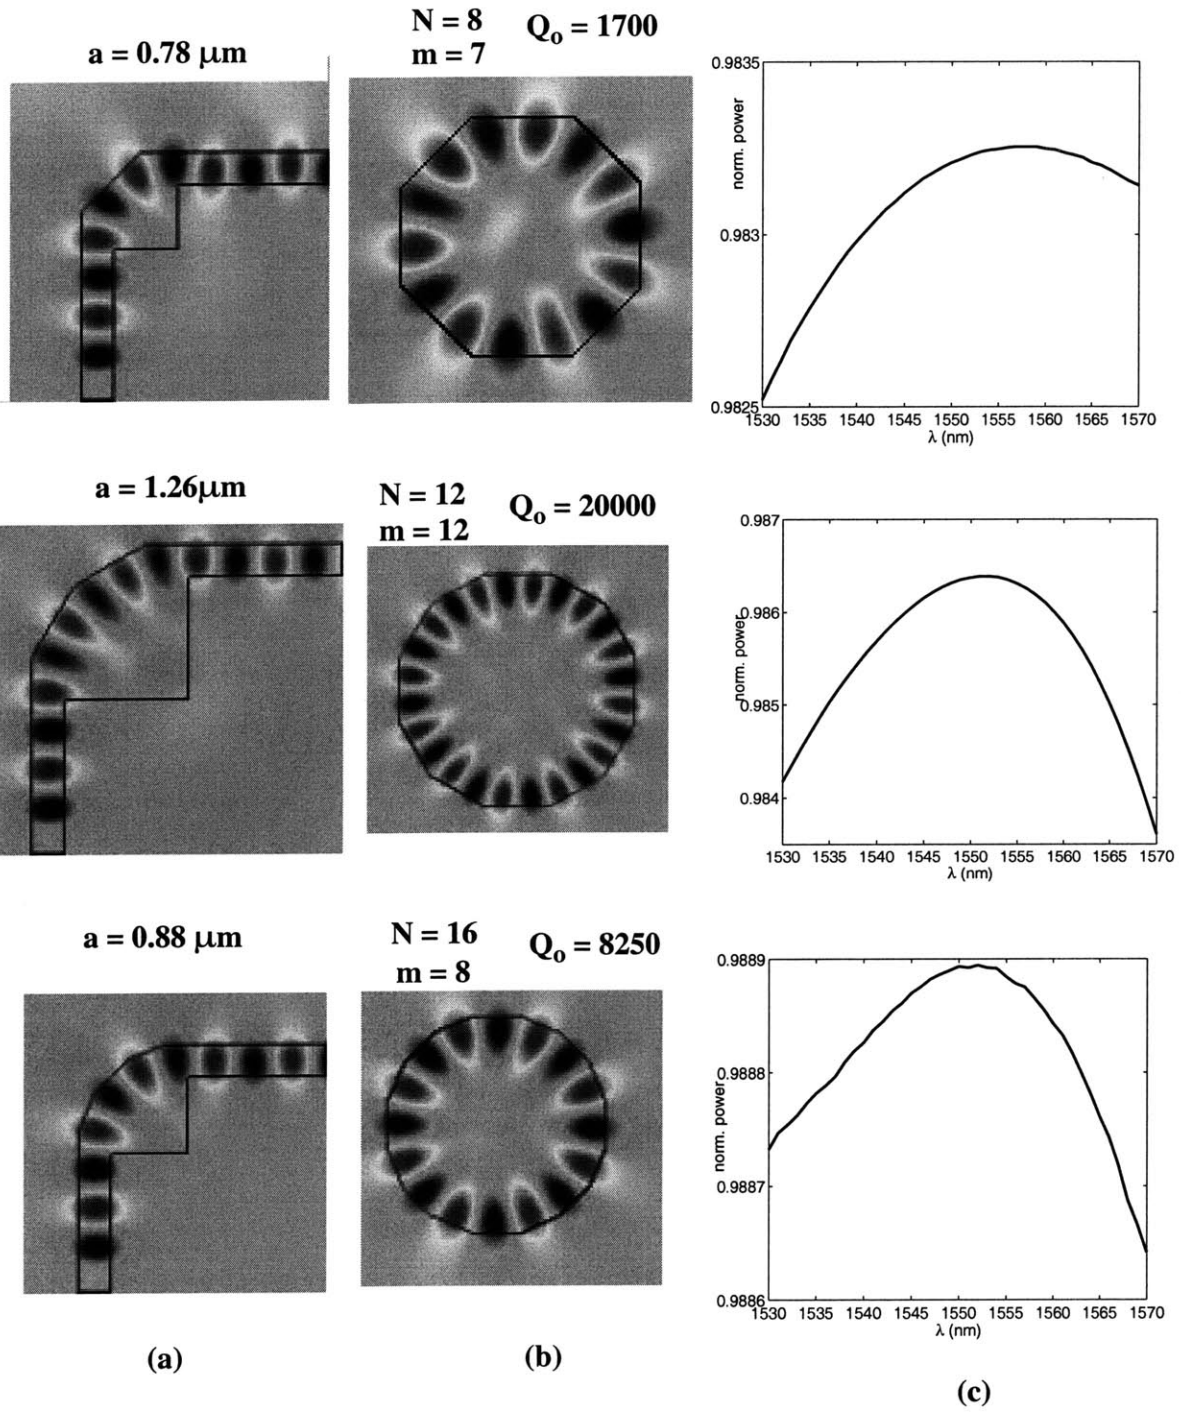 a = 0.78 μm
N = 8
m = 7
Qo = 1700
0.9835
0.983
0.9825
norm. power
1530 1535 1540 1545 1550 1555 1560 1565 1570
λ (nm)
a = 1.26μm
N = 12
m = 12
Qo = 20000
0.987
0.986
0.985
0.984
norm. power
1530 1535 1540 1545 1550 1555 1560 1565 1570
λ (nm)
a = 0.88 μm
N = 16
m = 8
Qo = 8250
0.9889
0.9888
0.9887
0.9886
norm. power
1530 1535 1540 1545 1550 1555 1560 1565 1570
λ (nm)
(a)
(b)
(c)